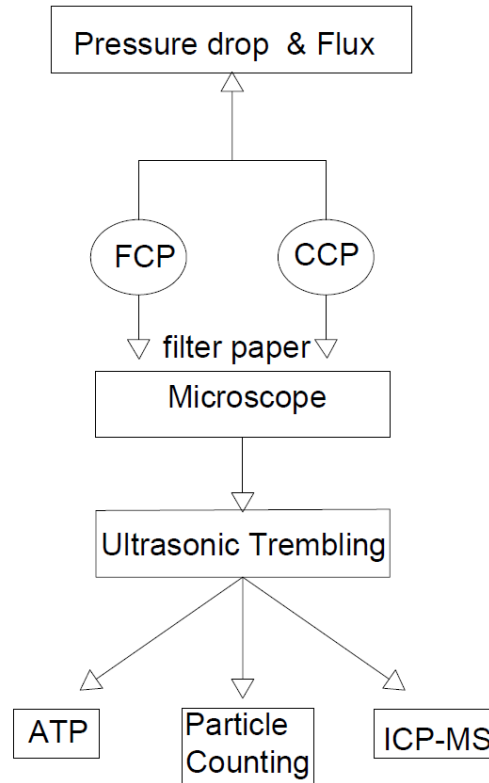 Pressure drop & Flux
FCP
CCP
filter paper
Microscope
Ultrasonic Trembling
ATP
Particle
Counting
ICP-MS